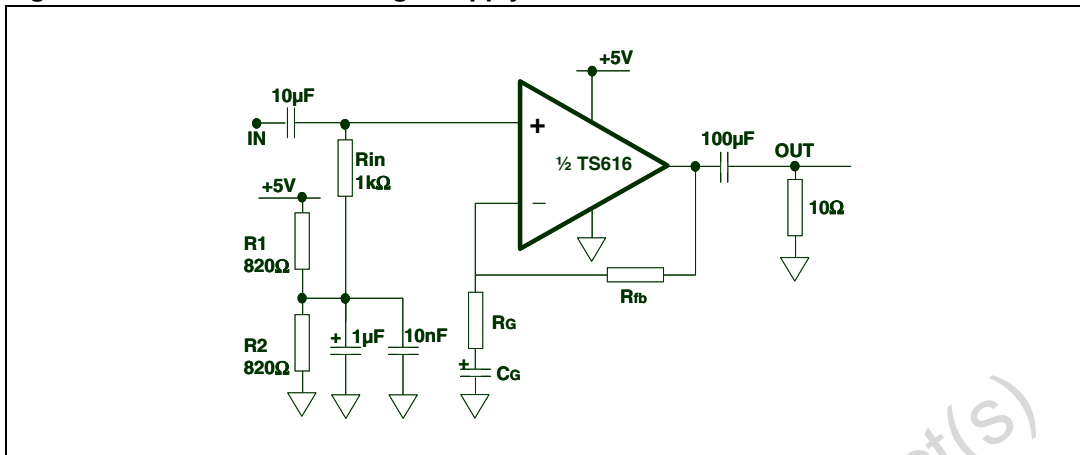 +5V
10µF
IN
+
Rin
1kΩ
½ TS616
100µF
OUT
+5V
–
10Ω
R1
820Ω
Rfb
RG
R2
820Ω
+
1µF
10nF
+
CG
t(s)